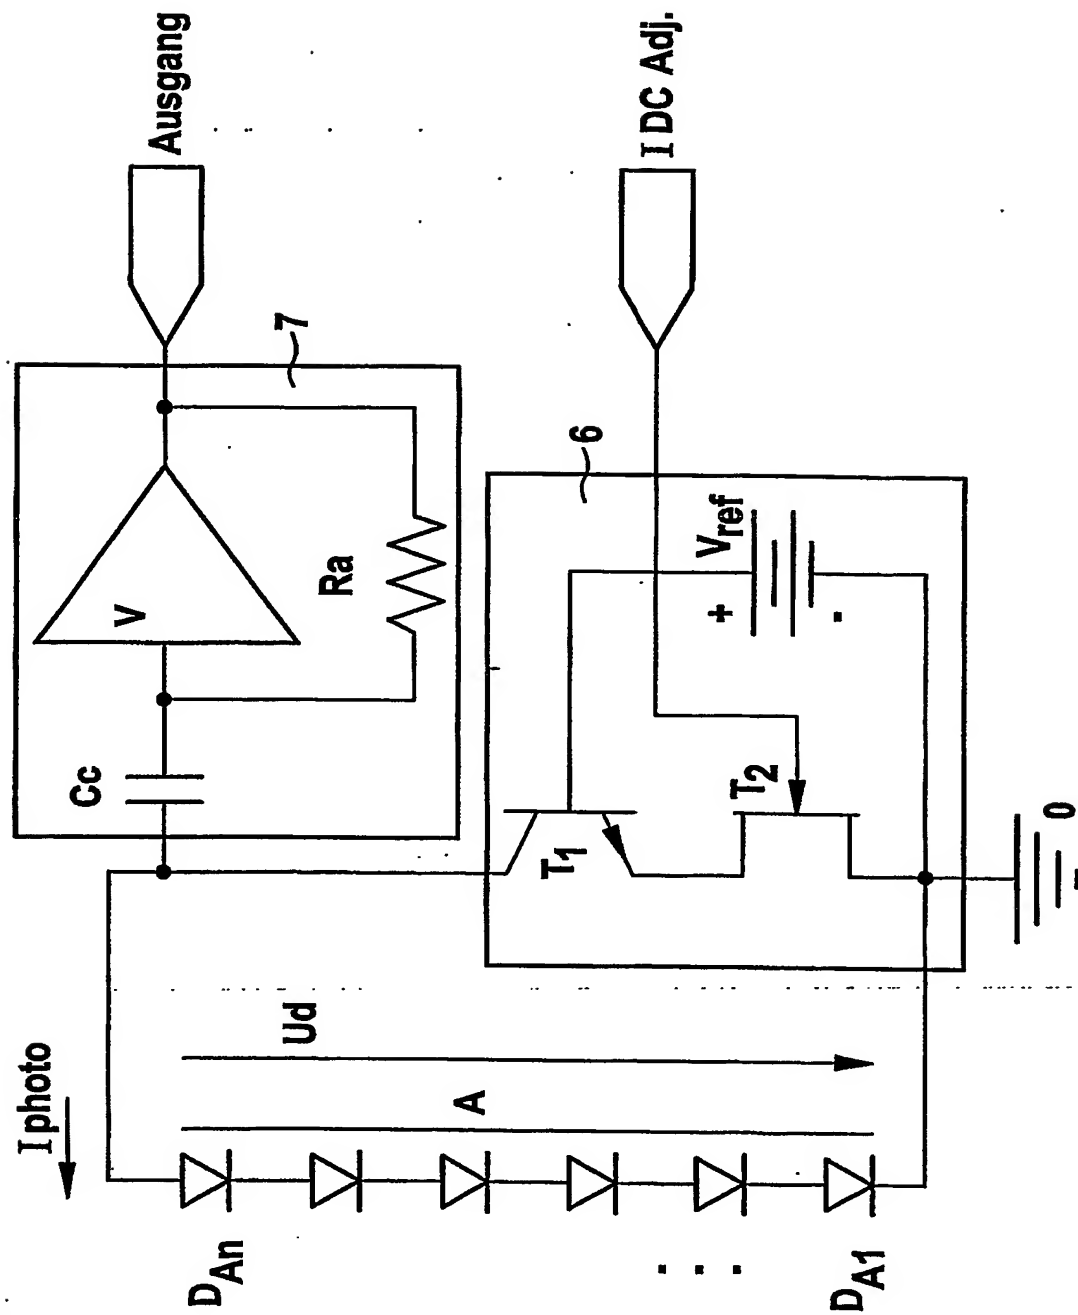 Ausgang
I DC Adj.
7
V
Ra
Cc
6
Vref
+
-
T1
T2
0
I photo
Ud
A
DAn
...
DA1